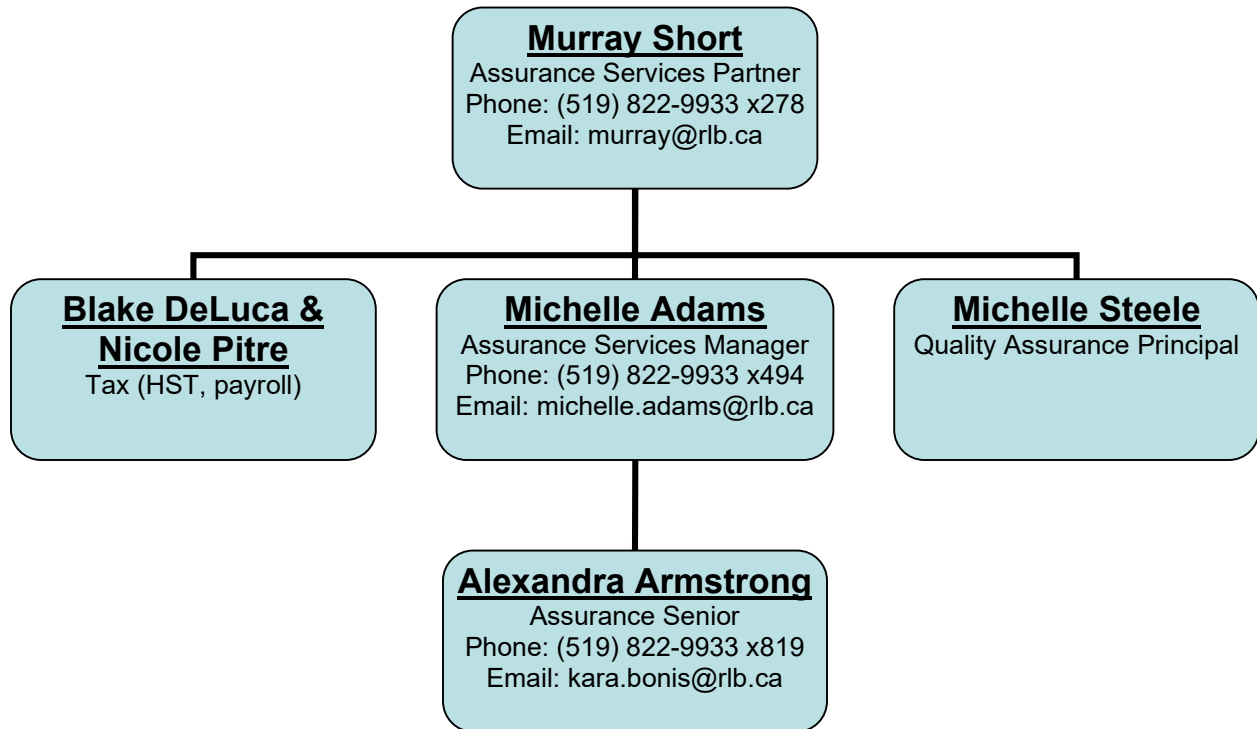 Murray Short
Assurance Services Partner
Phone: (519) 822-9933 x278
Email: murray@rlb.ca
Blake DeLuca &
Nicole Pitre
Tax (HST, payroll)
Michelle Adams
Assurance Services Manager
Phone: (519) 822-9933 x494
Email: michelle.adams@rlb.ca
Michelle Steele
Quality Assurance Principal
Alexandra Armstrong
Assurance Senior
Phone: (519) 822-9933 x819
Email: kara.bonis@rlb.ca